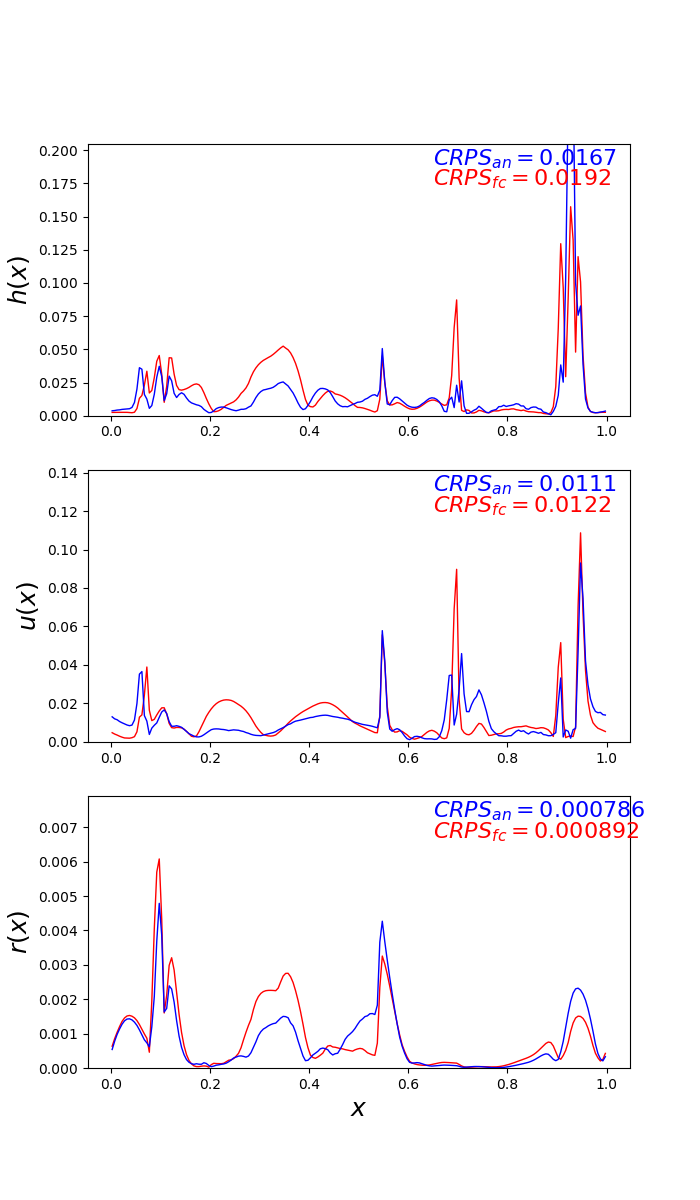 CRPS_an = 0.0167
CRPS_fc = 0.0192
0.200
0.175
0.150
0.125
0.100
0.075
0.050
0.025
0.000
h(x)
0.0 0.2 0.4 0.6 0.8 1.0
CRPS_an = 0.0111
CRPS_fc = 0.0122
0.14
0.12
0.10
0.08
0.06
0.04
0.02
0.00
u(x)
0.0 0.2 0.4 0.6 0.8 1.0
CRPS_an = 0.000786
CRPS_fc = 0.000892
0.007
0.006
0.005
0.004
0.003
0.002
0.001
0.000
r(x)
0.0 0.2 0.4 0.6 0.8 1.0
x